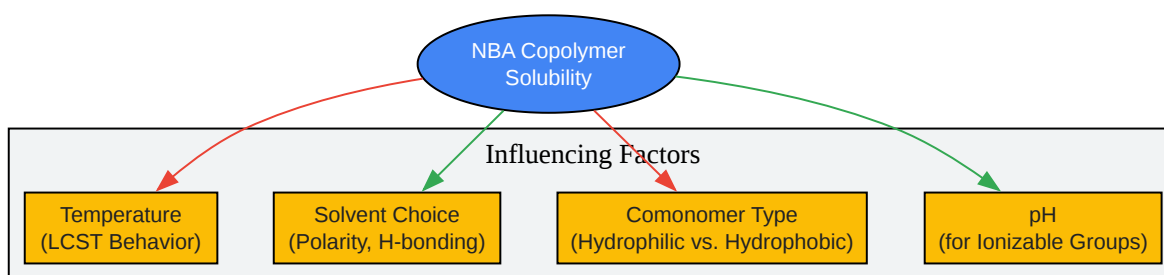 NBA Copolymer
Solubility
Influencing Factors
Temperature
(LCST Behavior)
Solvent Choice
(Polarity, H-bonding)
Comonomer Type
(Hydrophilic vs. Hydrophobic)
pH
(for Ionizable Groups)